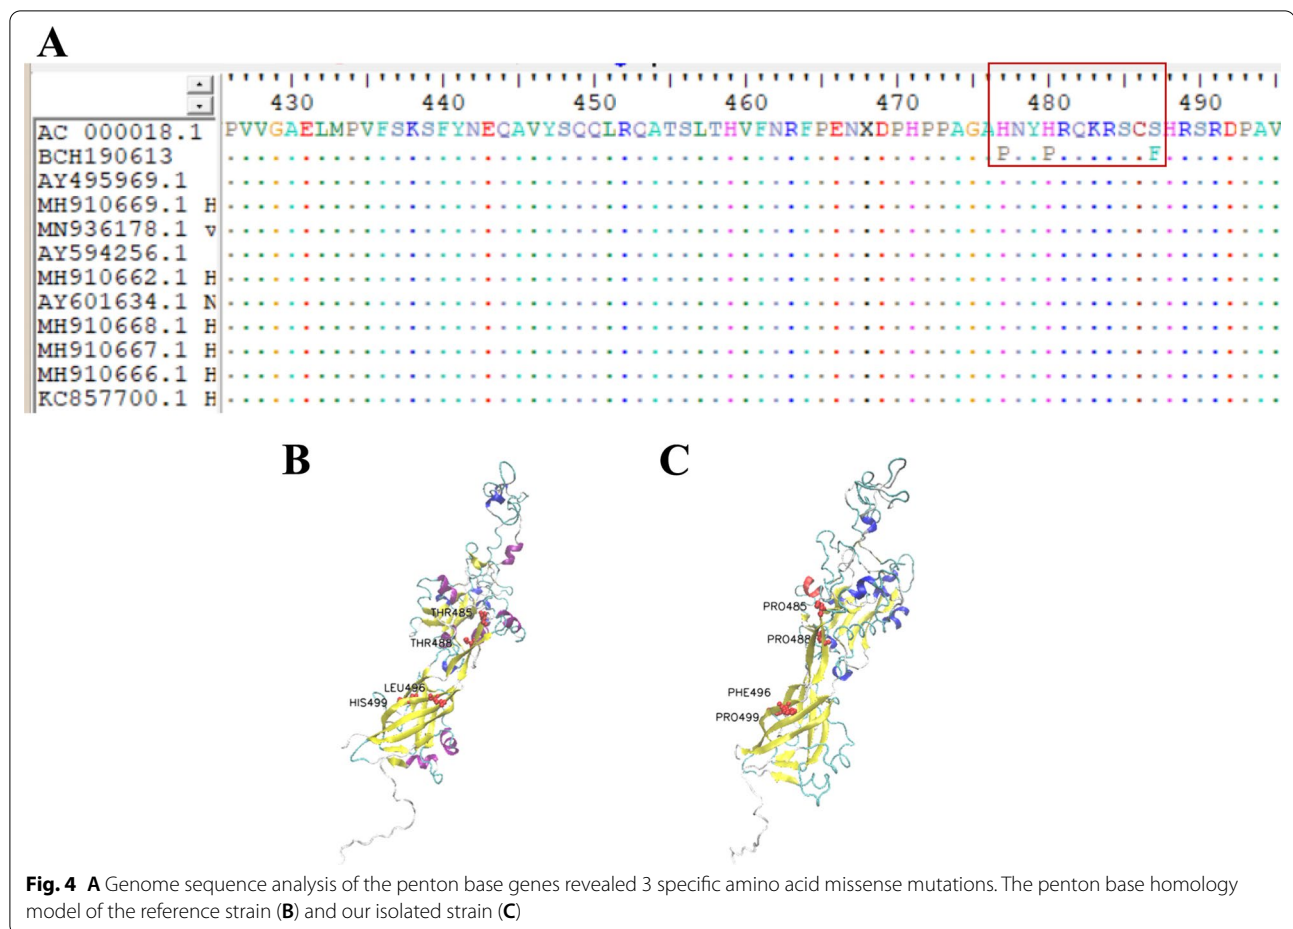 A
430 440 450 460 470 480 490
AC 000018.1 PVVGAELMPVFSKSFYNEQAVYSQQLRQATSLTHVFNRFPENXDPHPPAGAHNYHRQKRSCSHRSRDPAV
BCH190613 ...................................................P..P......F........
AY495969.1
MH910669.1 H
MN936178.1 v
AY594256.1
MH910662.1 H
AY601634.1 N
MH910668.1 H
MH910667.1 H
MH910666.1 H
KC857700.1 H
B
C
THR485
THR488
LEU496
HIS499
PRO485
PRO488
PHE496
PRO499
Fig. 4 A Genome sequence analysis of the penton base genes revealed 3 specific amino acid missense mutations. The penton base homology
model of the reference strain (B) and our isolated strain (C)